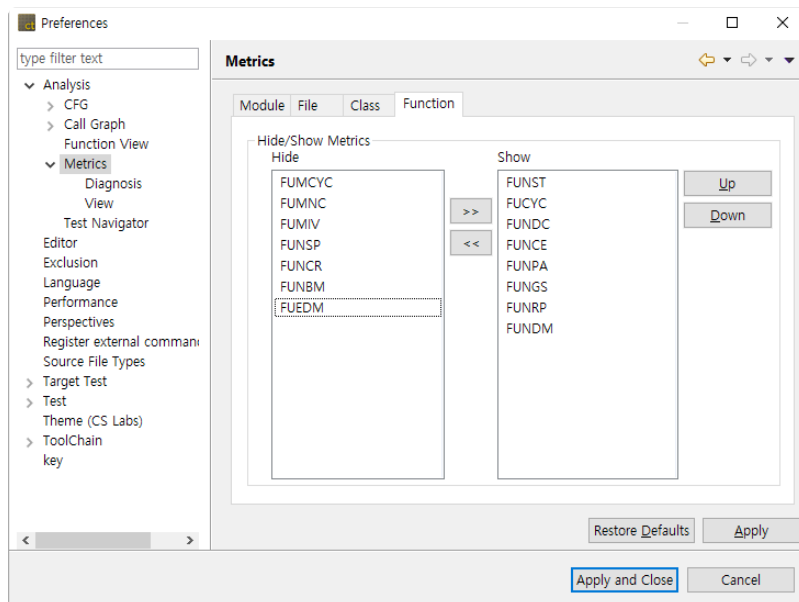 ct Preferences
type filter text
Metrics
Analysis
CFG
Call Graph
Function View
Metrics
Diagnosis
View
Test Navigator
Editor
Exclusion
Language
Performance
Perspectives
Register external comman
Source File Types
Target Test
Test
Theme (CS Labs)
ToolChain
key
Module File Class Function
Hide/Show Metrics
Hide
FUMCYC
FUMNC
FUMIV
FUNSP
FUNCR
FUNBM
FUEDM
>>
<<
Show
FUNST
FUCYC
FUNDC
FUNCE
FUNPA
FUNGS
FUNRP
FUNDM
Up
Down
Restore Defaults Apply
Apply and Close Cancel